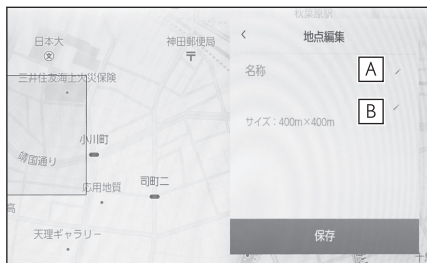 秋葉原駅
日本大
神田郵便局
三井住友海上火災保険
小川町
靖国通り
応用地質
司町二
高
天理ギャラリー
地点編集
名称
A
B
サイズ：400m×400m
保存